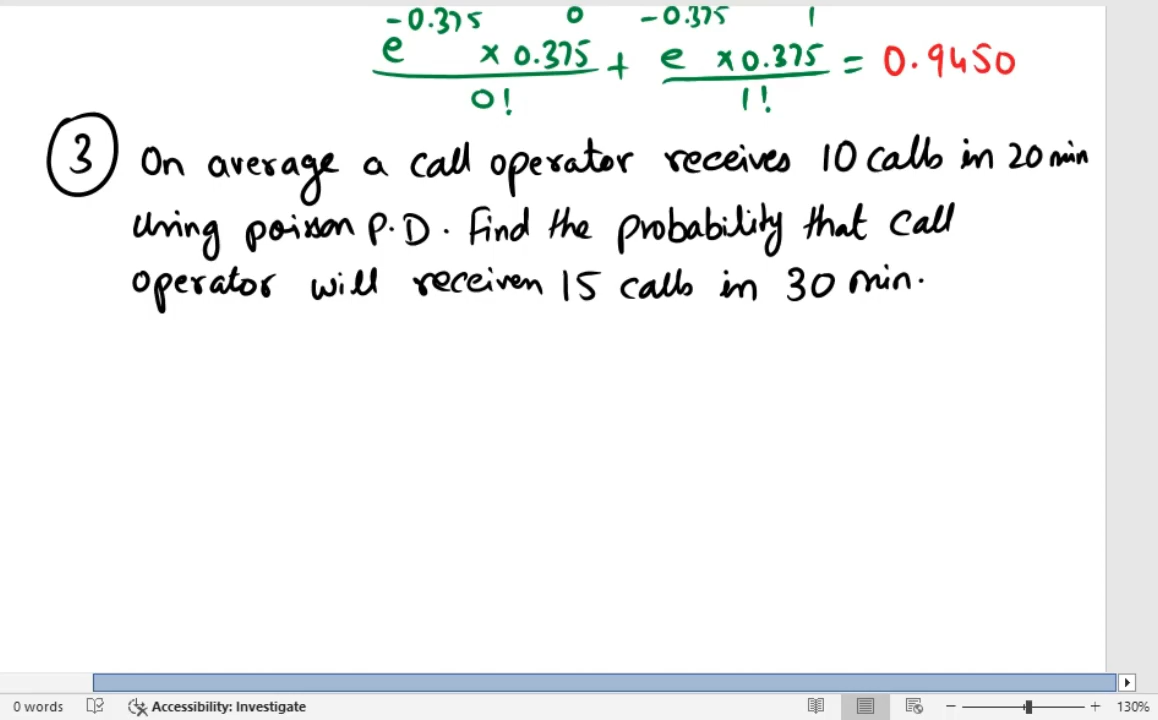 -0.375 0 -0.375 1
e x 0.375 + e x 0.375 = 0.9450
0! 1!
3 On average a call operator receives 10 calls in 20 min
Using poisson P.D. find the probability that call
operator will receiven 15 calls in 30 min.
0 words Accessibility: Investigate 130%